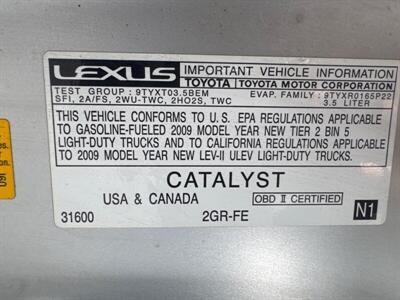 LEXUS IMPORTANT VEHICLE INFORMATION
TOYOTA TOYOTA MOTOR CORPORATION
TEST GROUP : 9TYXT03.5BEM EVAP. FAMILY : 9TYXR0165P22
SFI, 2A/FS, 2WU-TWC, 2HO2S, TWC 3.5 LITER
THIS VEHICLE CONFORMS TO U.S. EPA REGULATIONS APPLICABLE
TO GASOLINE-FUELED 2009 MODEL YEAR NEW TIER 2 BIN 5
LIGHT-DUTY TRUCKS AND TO CALIFORNIA REGULATIONS APPLICABLE
TO 2009 MODEL YEAR NEW LEV-II ULEV LIGHT-DUTY TRUCKS.
CATALYST
USA & CANADA OBD II CERTIFIED
31600 2GR-FE N1